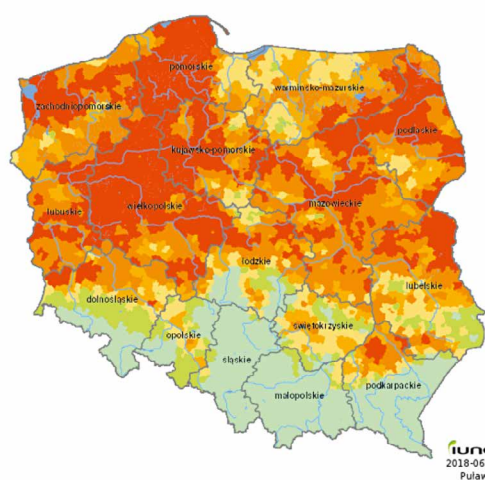 pomorskie
warmińsko-mazurskie
zachodniopomorskie
podlaskie
kujawsko-pomorskie
lubuskie
wielkopolskie
mazowieckie
łódzkie
dolnośląskie
lubelskie
opolskie
świętokrzyskie
śląskie
podkarpackie
małopolskie
2018-06
Puław